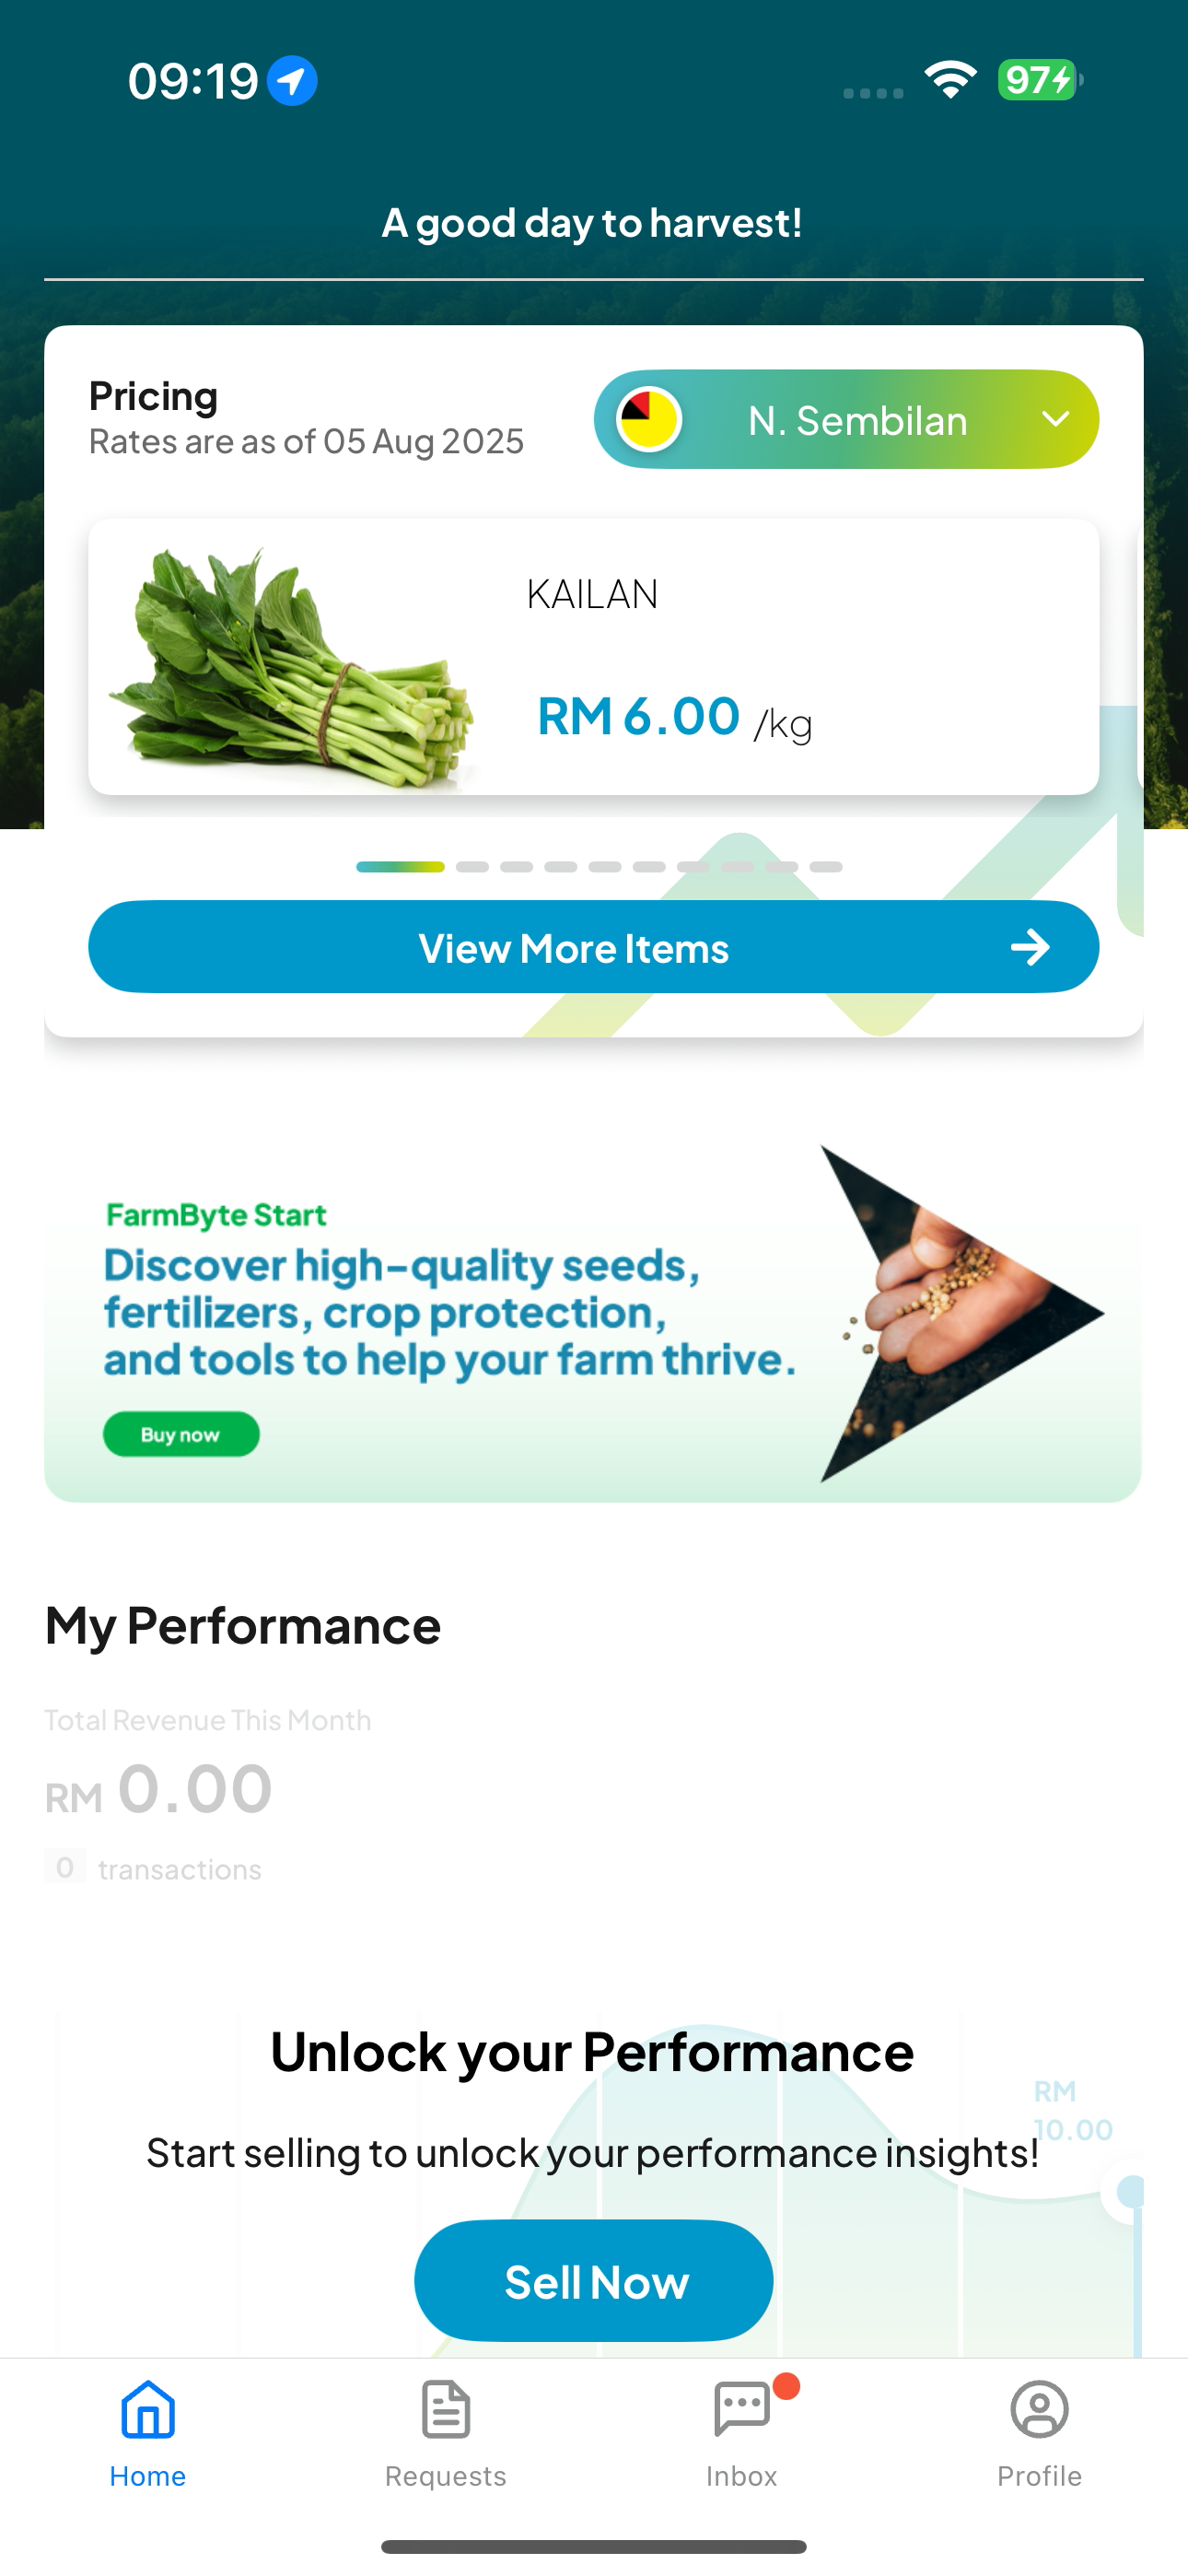 09:19
97
A good day to harvest!
Pricing
Rates are as of 05 Aug 2025
N. Sembilan
KAILAN
RM 6.00 /kg
View More Items
FarmByte Start
Discover high-quality seeds,
fertilizers, crop protection,
and tools to help your farm thrive.
Buy now
My Performance
Total Revenue This Month
RM 0.00
0 transactions
Unlock your Performance
RM
10.00
Start selling to unlock your performance insights!
Sell Now
Home
Requests
Inbox
Profile